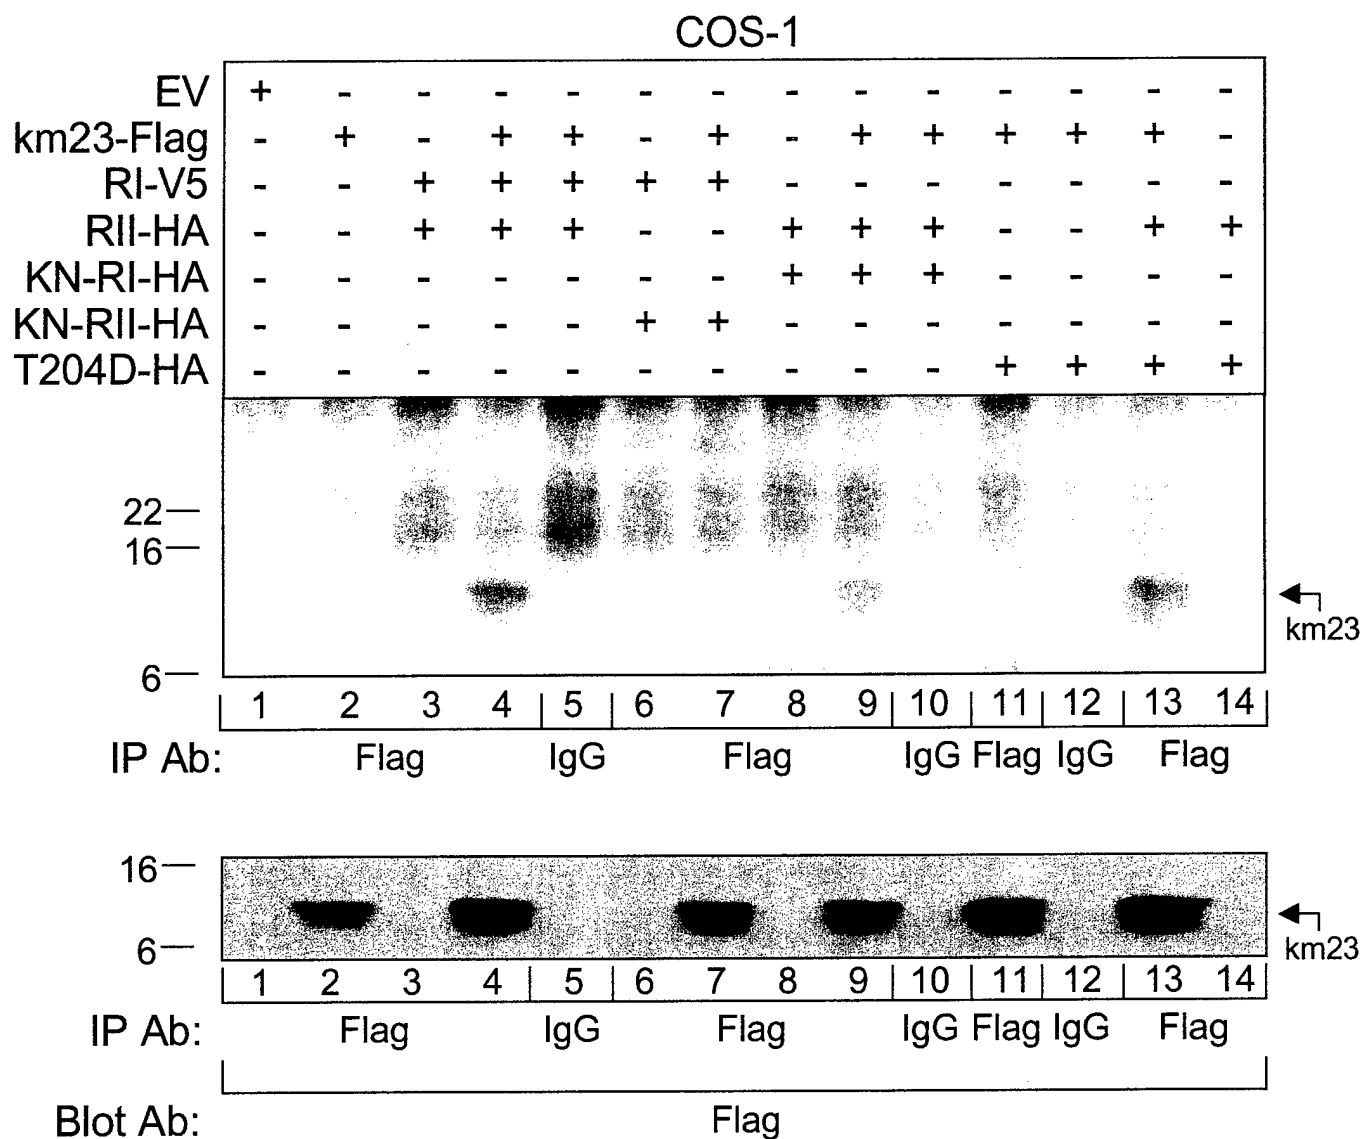 COS-1
EV + - - - - - - - - - - - - -
km23-Flag - + - + + - + - + + + + + -
RI-V5 - - + + + + + - - - - - - -
RII-HA - - + + + - - + + + - - + +
KN-RI-HA - - - - - - - + + + - - - -
KN-RII-HA - - - - - + + - - - - - - -
T204D-HA - - - - - - - - - - + + + +
22
16
km23
6
1 2 3 4 5 6 7 8 9 10 11 12 13 14
IP Ab: Flag IgG Flag IgG Flag IgG Flag
16
km23
6
1 2 3 4 5 6 7 8 9 10 11 12 13 14
IP Ab: Flag IgG Flag IgG Flag IgG Flag
Blot Ab: Flag